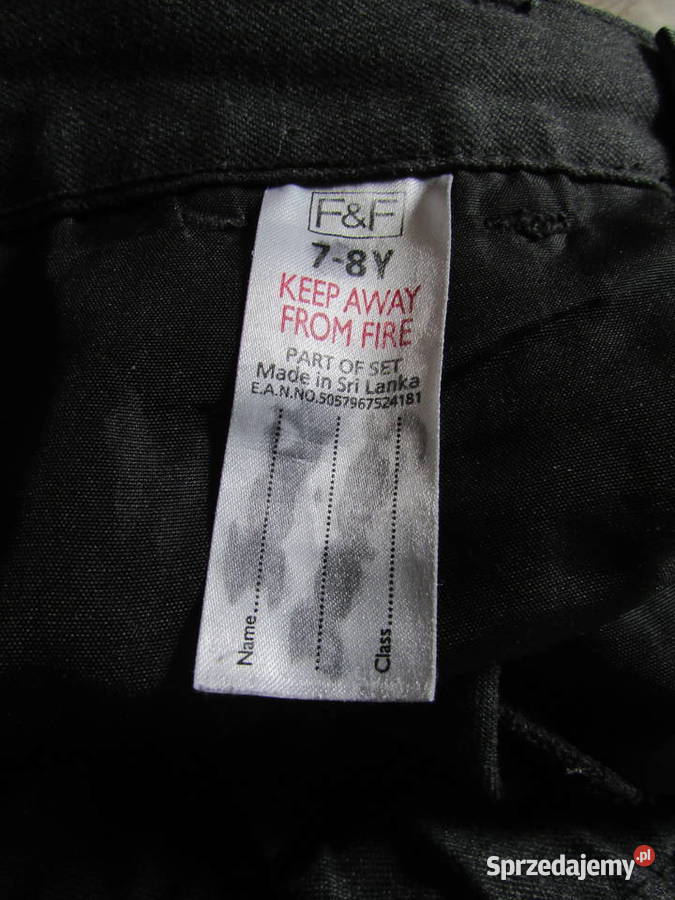 F&F
7-8Y
KEEP AWAY
FROM FIRE
PART OF SET
Made in Sri Lanka
E.A.N.NO.5057967524181
Name
Class
Sprzedajemy.pl